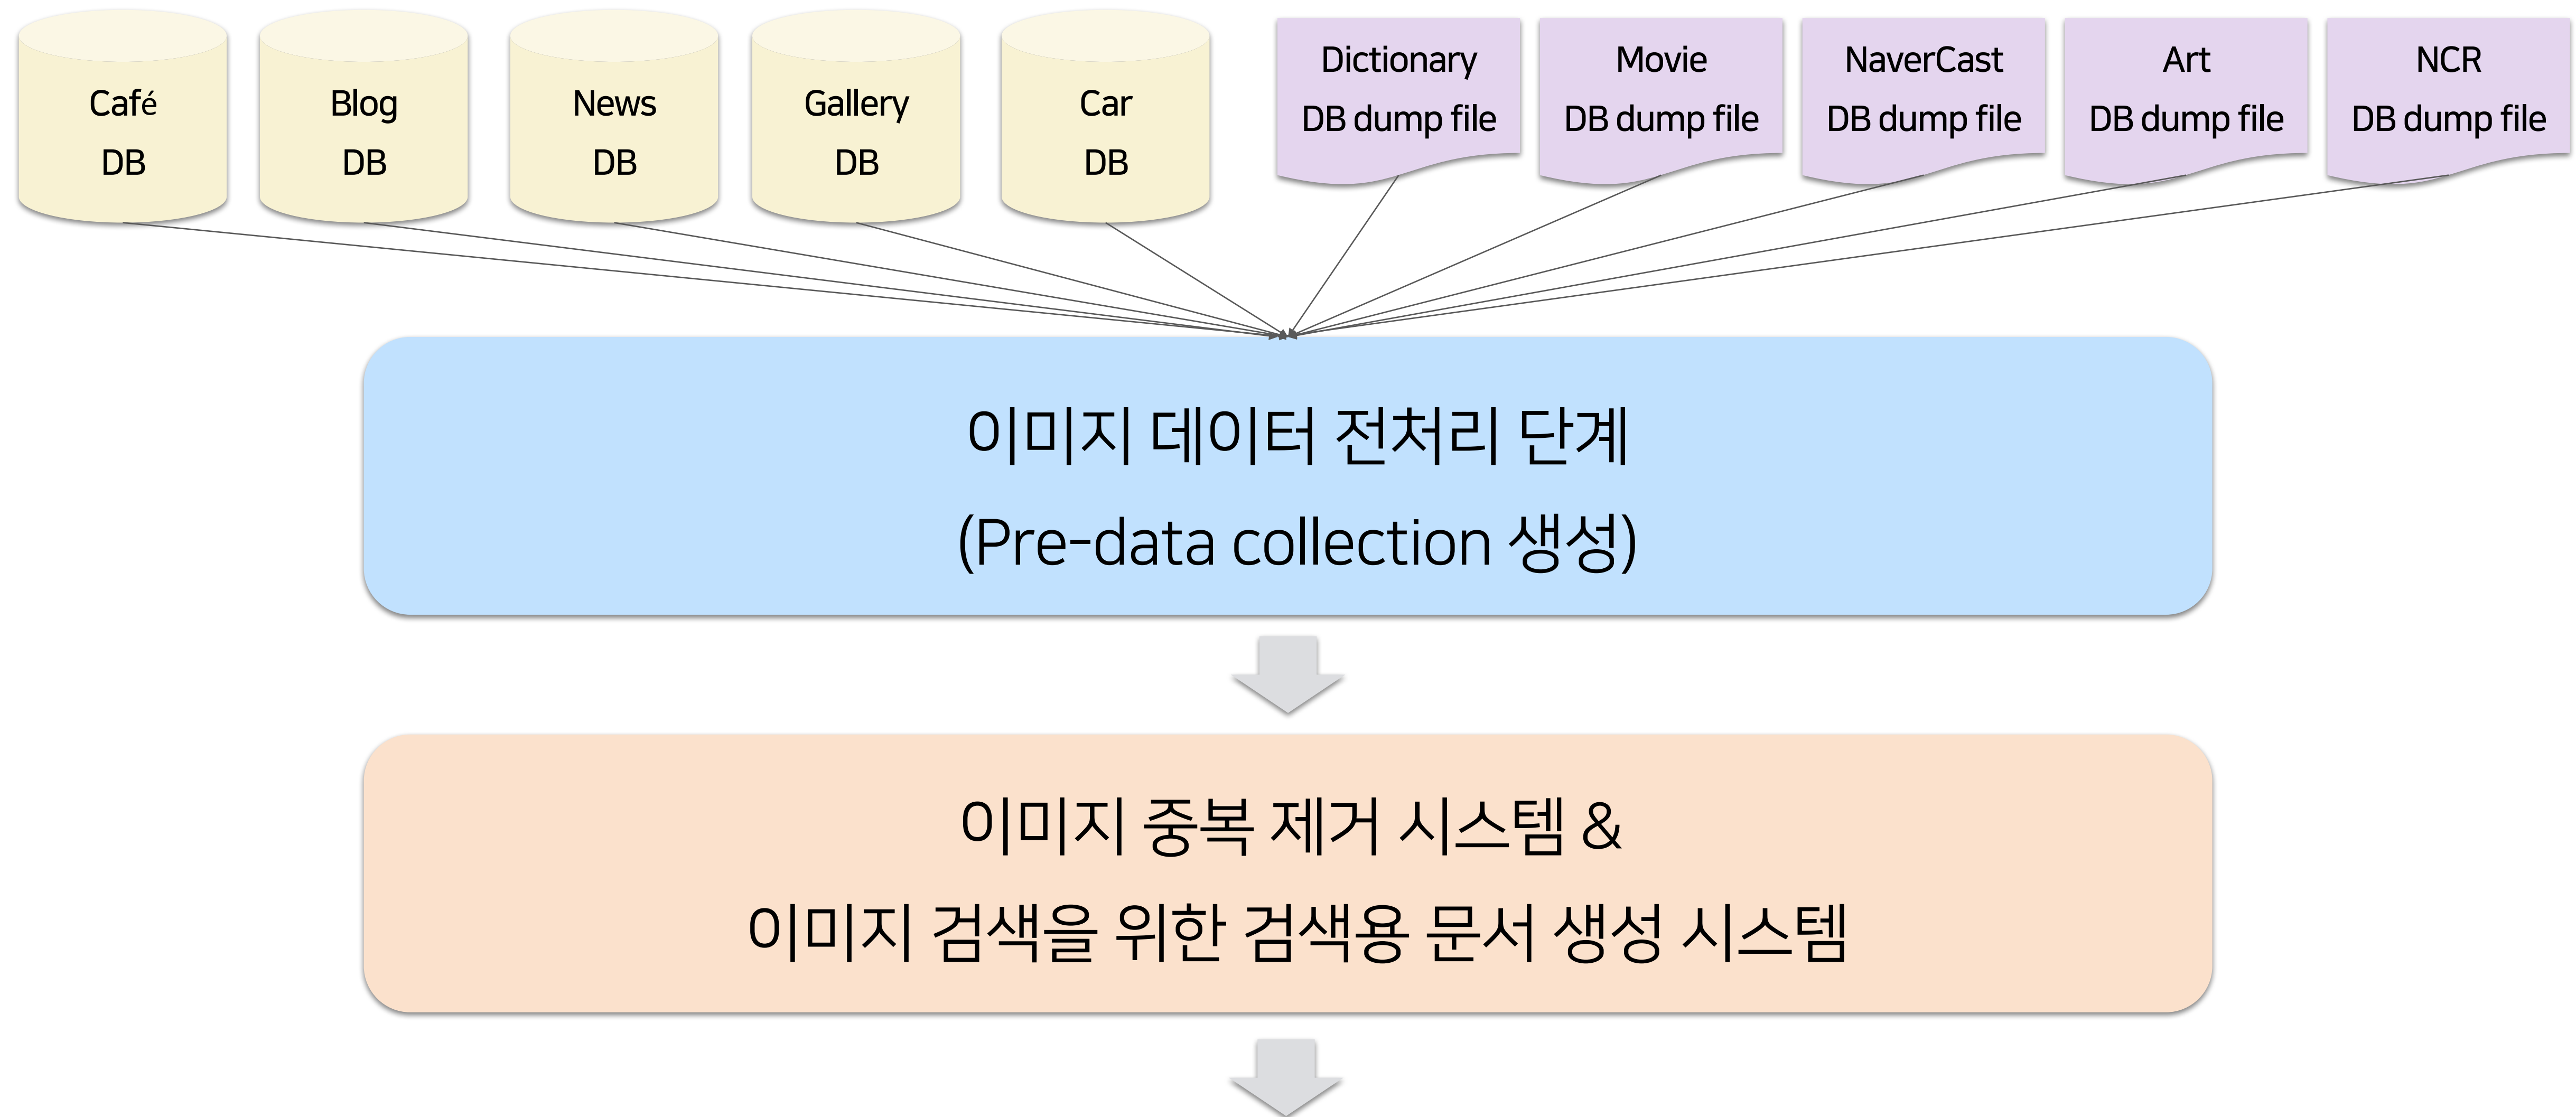 Café
DB
Blog
DB
News
DB
Gallery
DB
Car
DB
Dictionary
DB dump file
Movie
DB dump file
NaverCast
DB dump file
Art
DB dump file
NCR
DB dump file
이미지 데이터 전처리 단계
(Pre-data collection 생성)
이미지 중복 제거 시스템 &
이미지 검색을 위한 검색용 문서 생성 시스템